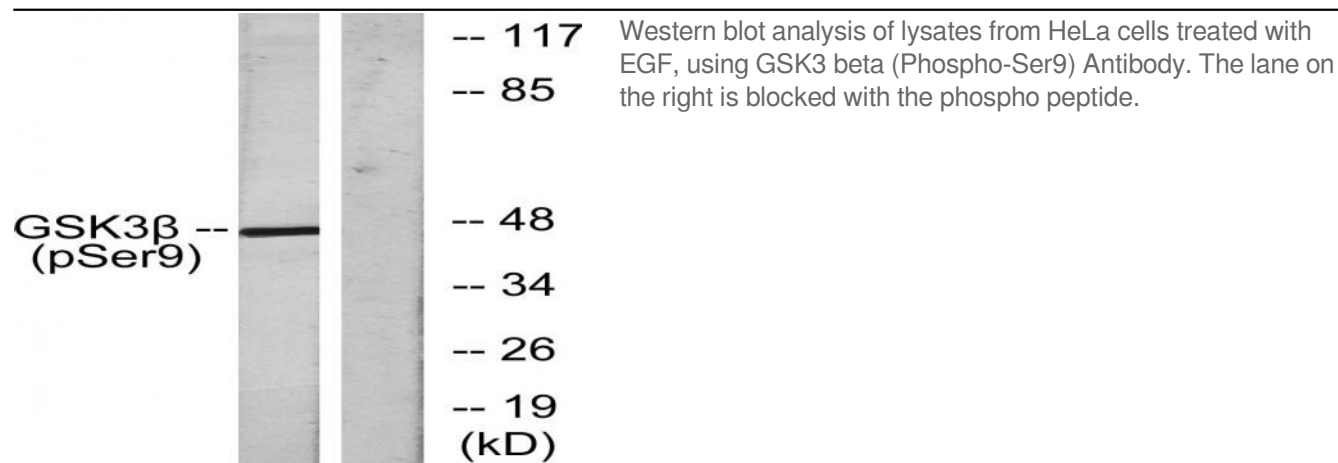 -- 117
-- 85
-- 48
-- 34
-- 26
-- 19
(kD)
GSK3β --
(pSer9)
Western blot analysis of lysates from HeLa cells treated with
EGF, using GSK3 beta (Phospho-Ser9) Antibody. The lane on
the right is blocked with the phospho peptide.